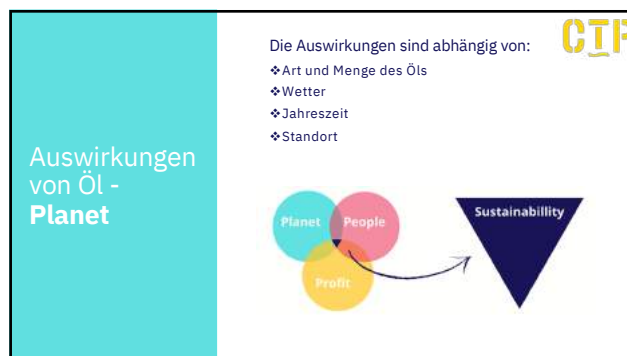 Auswirkungen
von Öl -
Planet
Die Auswirkungen sind abhängig von:
❖Art und Menge des Öls
❖Wetter
❖Jahreszeit
❖Standort
CTF
Planet
People
Profit
Sustainabillity